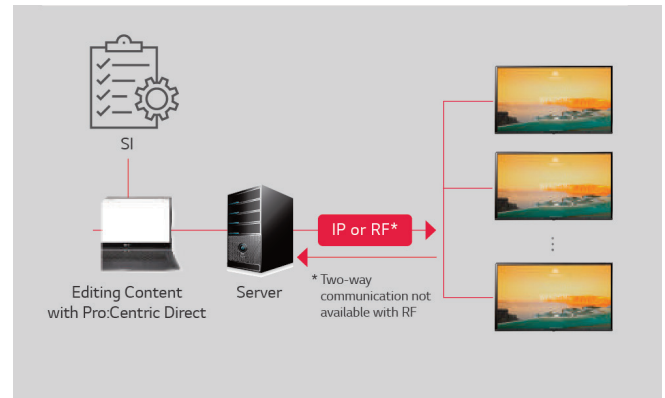 SI
Editing Content
with Pro:Centric Direct
Server
IP or RF*
* Two-way
communication not
available with RF